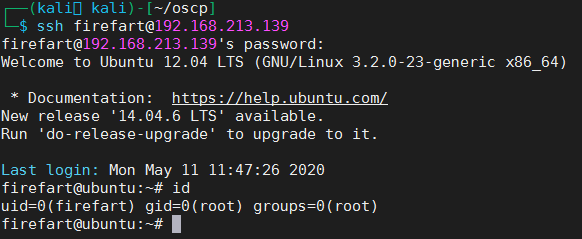 ┌──(kali㉿kali)-[~/oscp]
└─$ ssh firefart@192.168.213.139
firefart@192.168.213.139's password:
Welcome to Ubuntu 12.04 LTS (GNU/Linux 3.2.0-23-generic x86_64)
* Documentation:  https://help.ubuntu.com/
New release '14.04.6 LTS' available.
Run 'do-release-upgrade' to upgrade to it.
Last login: Mon May 11 11:47:26 2020
firefart@ubuntu:~# id
uid=0(firefart) gid=0(root) groups=0(root)
firefart@ubuntu:~#